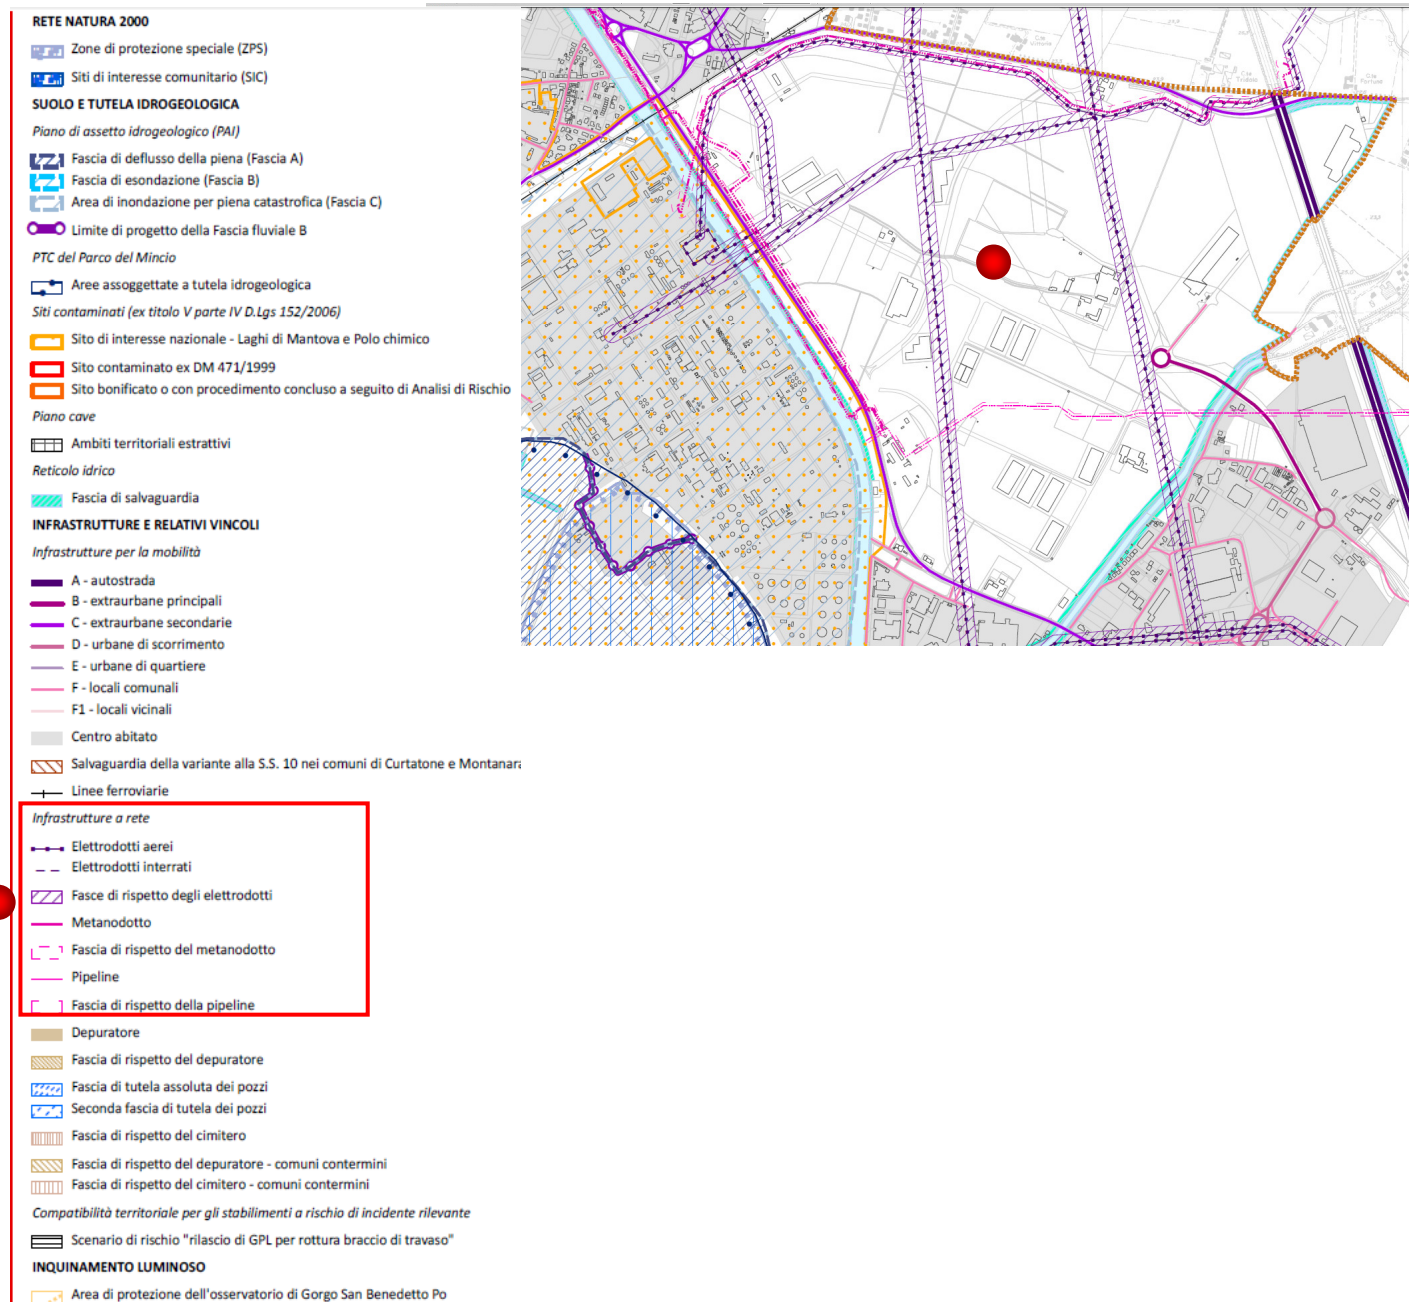 RETE NATURA 2000
Zone di protezione speciale (ZPS)
Siti di interesse comunitario (SIC)
SUOLO E TUTELA IDROGEOLOGICA
Piano di assetto idrogeologico (PAI)
Fascia di deflusso della piena (Fascia A)
Fascia di esondazione (Fascia B)
Area di inondazione per piena catastrofica (Fascia C)
Limite di progetto della Fascia fluviale B
PTC del Parco del Mincio
Aree assoggettate a tutela idrogeologica
Siti contaminati (ex titolo V parte IV D.Lgs 152/2006)
Sito di interesse nazionale - Laghi di Mantova e Polo chimico
Sito contaminato ex DM 471/1999
Sito bonificato o con procedimento concluso a seguito di Analisi di Rischio
Piano cave
Ambiti territoriali estrattivi
Reticolo idrico
Fascia di salvaguardia
INFRASTRUTTURE E RELATIVI VINCOLI
Infrastrutture per la mobilità
A - autostrada
B - extraurbane principali
C - extraurbane secondarie
D - urbane di scorrimento
E - urbane di quartiere
F - locali comunali
F1 - locali vicinali
Centro abitato
Salvaguardia della variante alla S.S. 10 nei comuni di Curtatone e Montanara
Linee ferroviarie
Infrastrutture a rete
Elettrodotti aerei
Elettrodotti interrati
Fasce di rispetto degli elettrodotti
Metanodotto
Fascia di rispetto del metanodotto
Pipeline
Fascia di rispetto della pipeline
Depuratore
Fascia di rispetto del depuratore
Fascia di tutela assoluta dei pozzi
Seconda fascia di tutela dei pozzi
Fascia di rispetto del cimitero
Fascia di rispetto del depuratore - comuni contermini
Fascia di rispetto del cimitero - comuni contermini
Compatibilità territoriale per gli stabilimenti a rischio di incidente rilevante
Scenario di rischio "rilascio di GPL per rottura braccio di travaso"
INQUINAMENTO LUMINOSO
Area di protezione dell'osservatorio di Gorgo San Benedetto Po